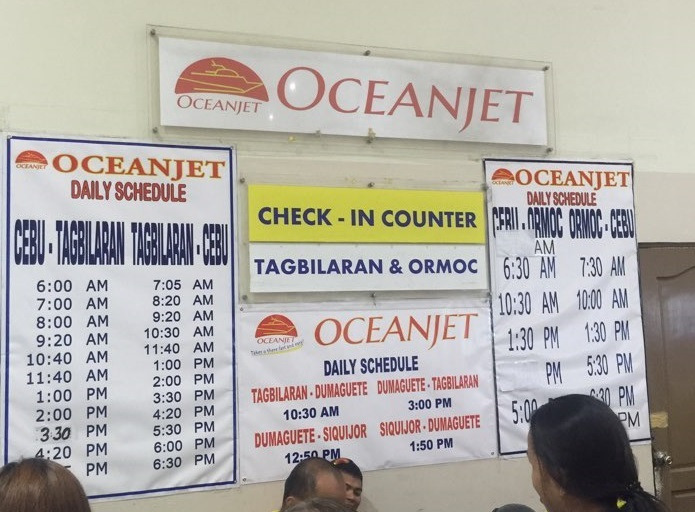 OCEANJET
OCEANJET
OCEANJET
OCEANJET
DAILY SCHEDULE
CEBU - TAGBILARAN TAGBILARAN - CEBU
6:00 AM 7:05 AM
7:00 AM 8:20 AM
8:00 AM 9:20 AM
9:20 AM 10:30 AM
10:40 AM 11:40 AM
11:40 AM 1:00 PM
1:00 PM 2:00 PM
2:00 PM 3:30 PM
3:30 PM 4:20 PM
4:20 PM 5:30 PM
PM 6:00 PM
6:30 PM
CHECK - IN COUNTER
TAGBILARAN & ORMOC
OCEANJET
OCEANJET
DAILY SCHEDULE
TAGBILARAN - DUMAGUETE DUMAGUETE - TAGBILARAN
10:30 AM 3:00 PM
DUMAGUETE - SIQUIJOR SIQUIJOR - DUMAGUETE
12:50 PM 1:50 PM
OCEANJET
OCEANJET
DAILY SCHEDULE
CEBU - ORMOC ORMOC - CEBU
AM
6:30 AM 7:30 AM
10:30 AM 10:00 AM
1:30 PM 1:30 PM
PM 5:30 PM
5:00 6:30 PM
PM